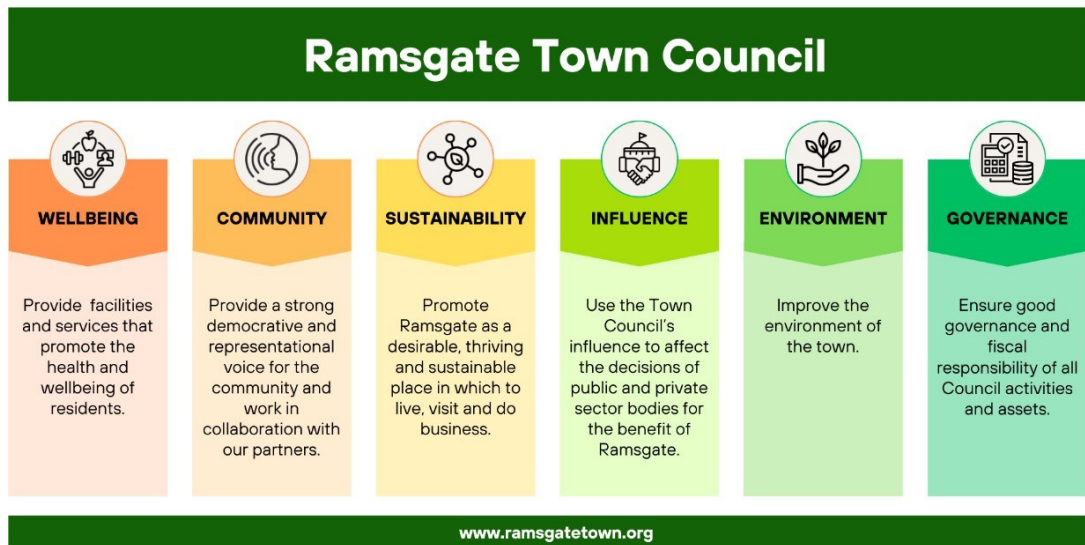 Ramsgate Town Council
WELLBEING
Provide facilities
and services that
promote the
health and
wellbeing of
residents.
COMMUNITY
Provide a strong
democrative and
representational
voice for the
community and
work in
collaboration with
our partners.
SUSTAINABILITY
Promote
Ramsgate as a
desirable, thriving
and sustainable
place in which to
live, visit and do
business.
INFLUENCE
Use the Town
Council's
influence to affect
the decisions of
public and private
sector bodies for
the benefit of
Ramsgate.
ENVIRONMENT
Improve the
environment of
the town.
GOVERNANCE
Ensure good
governance and
fiscal
responsibility of all
Council activities
and assets.
www.ramsgatetown.org